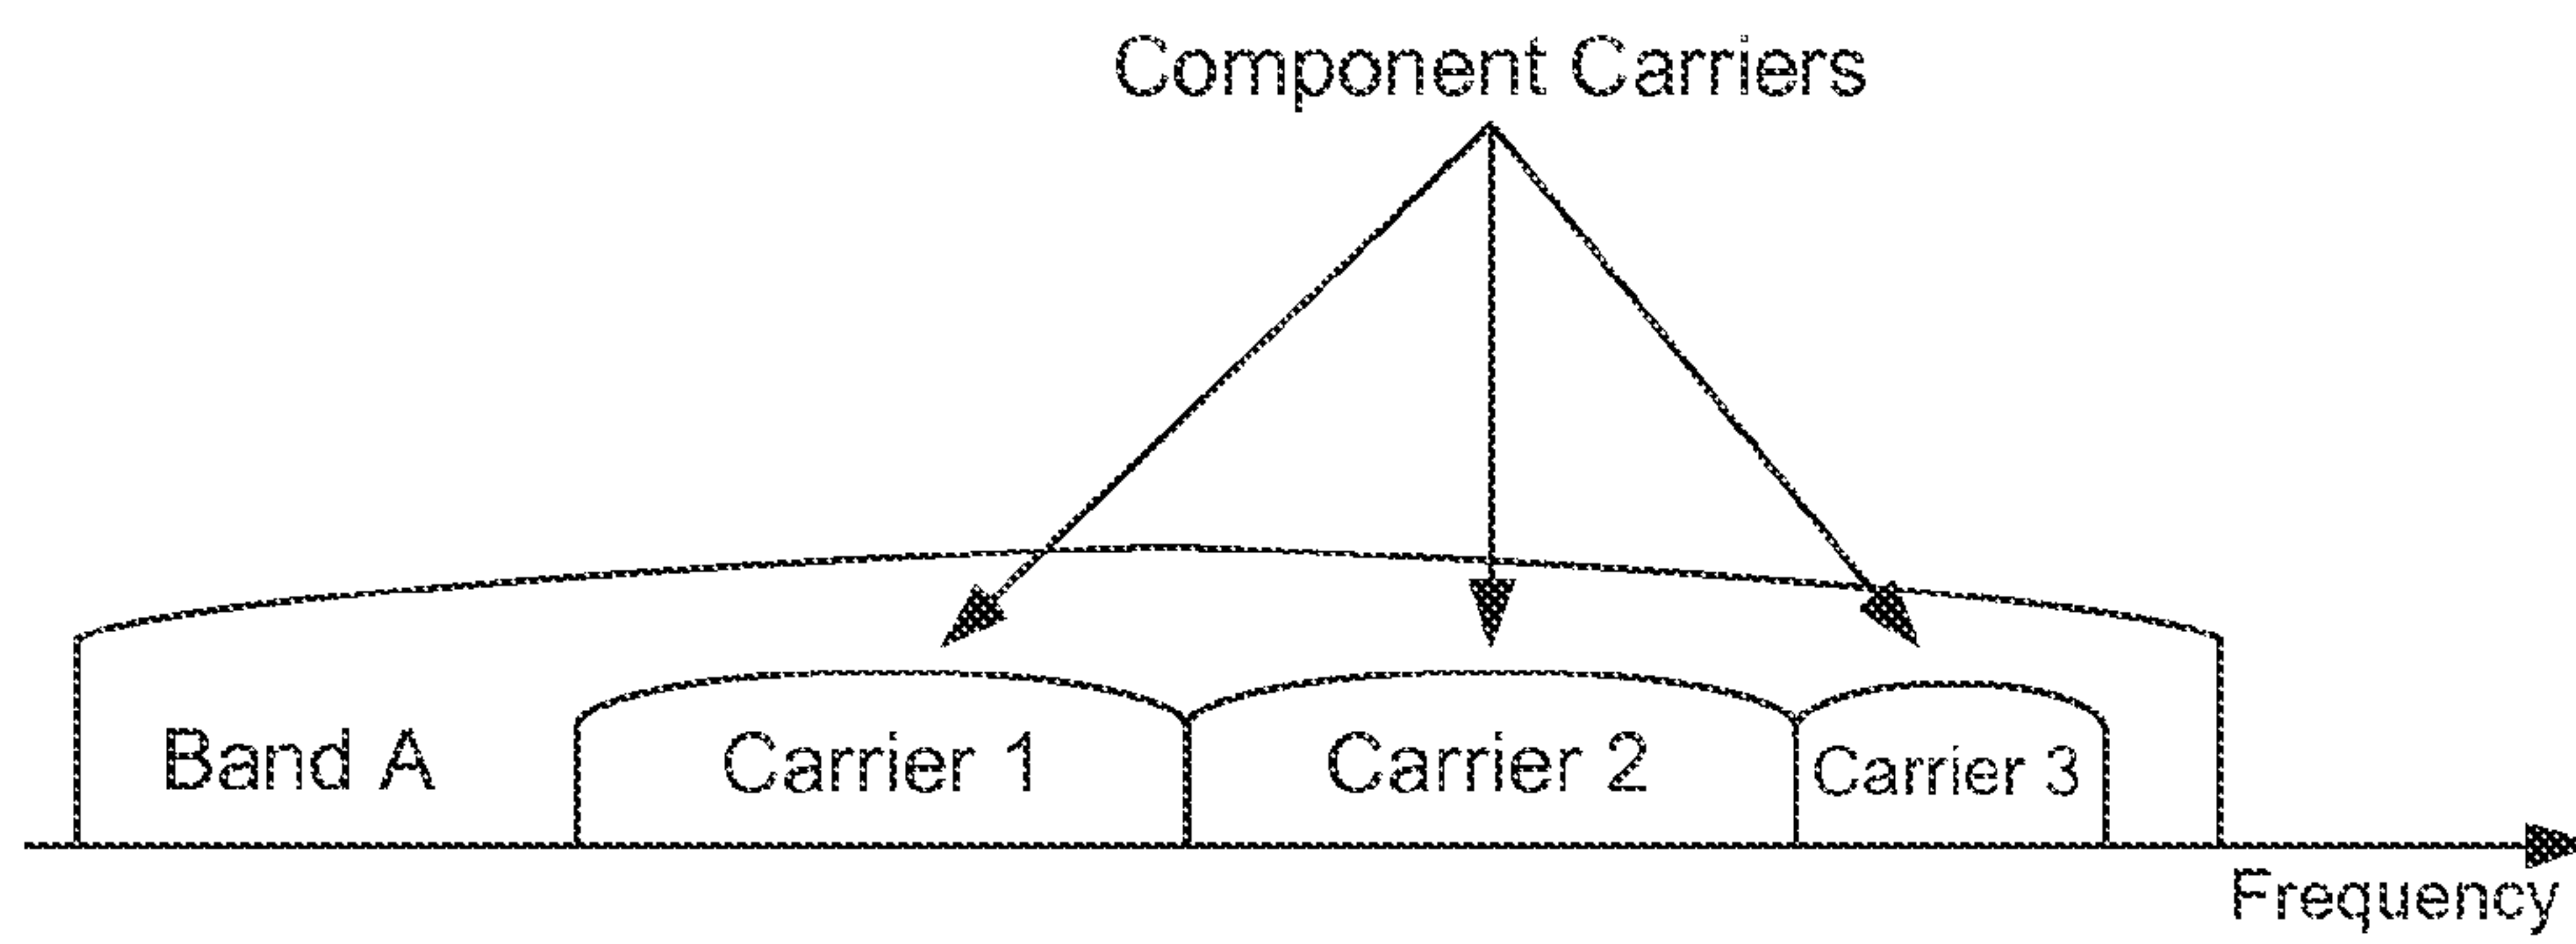 Component Carriers
Band A
Carrier 1
Carrier 2
Carrier 3
Frequency